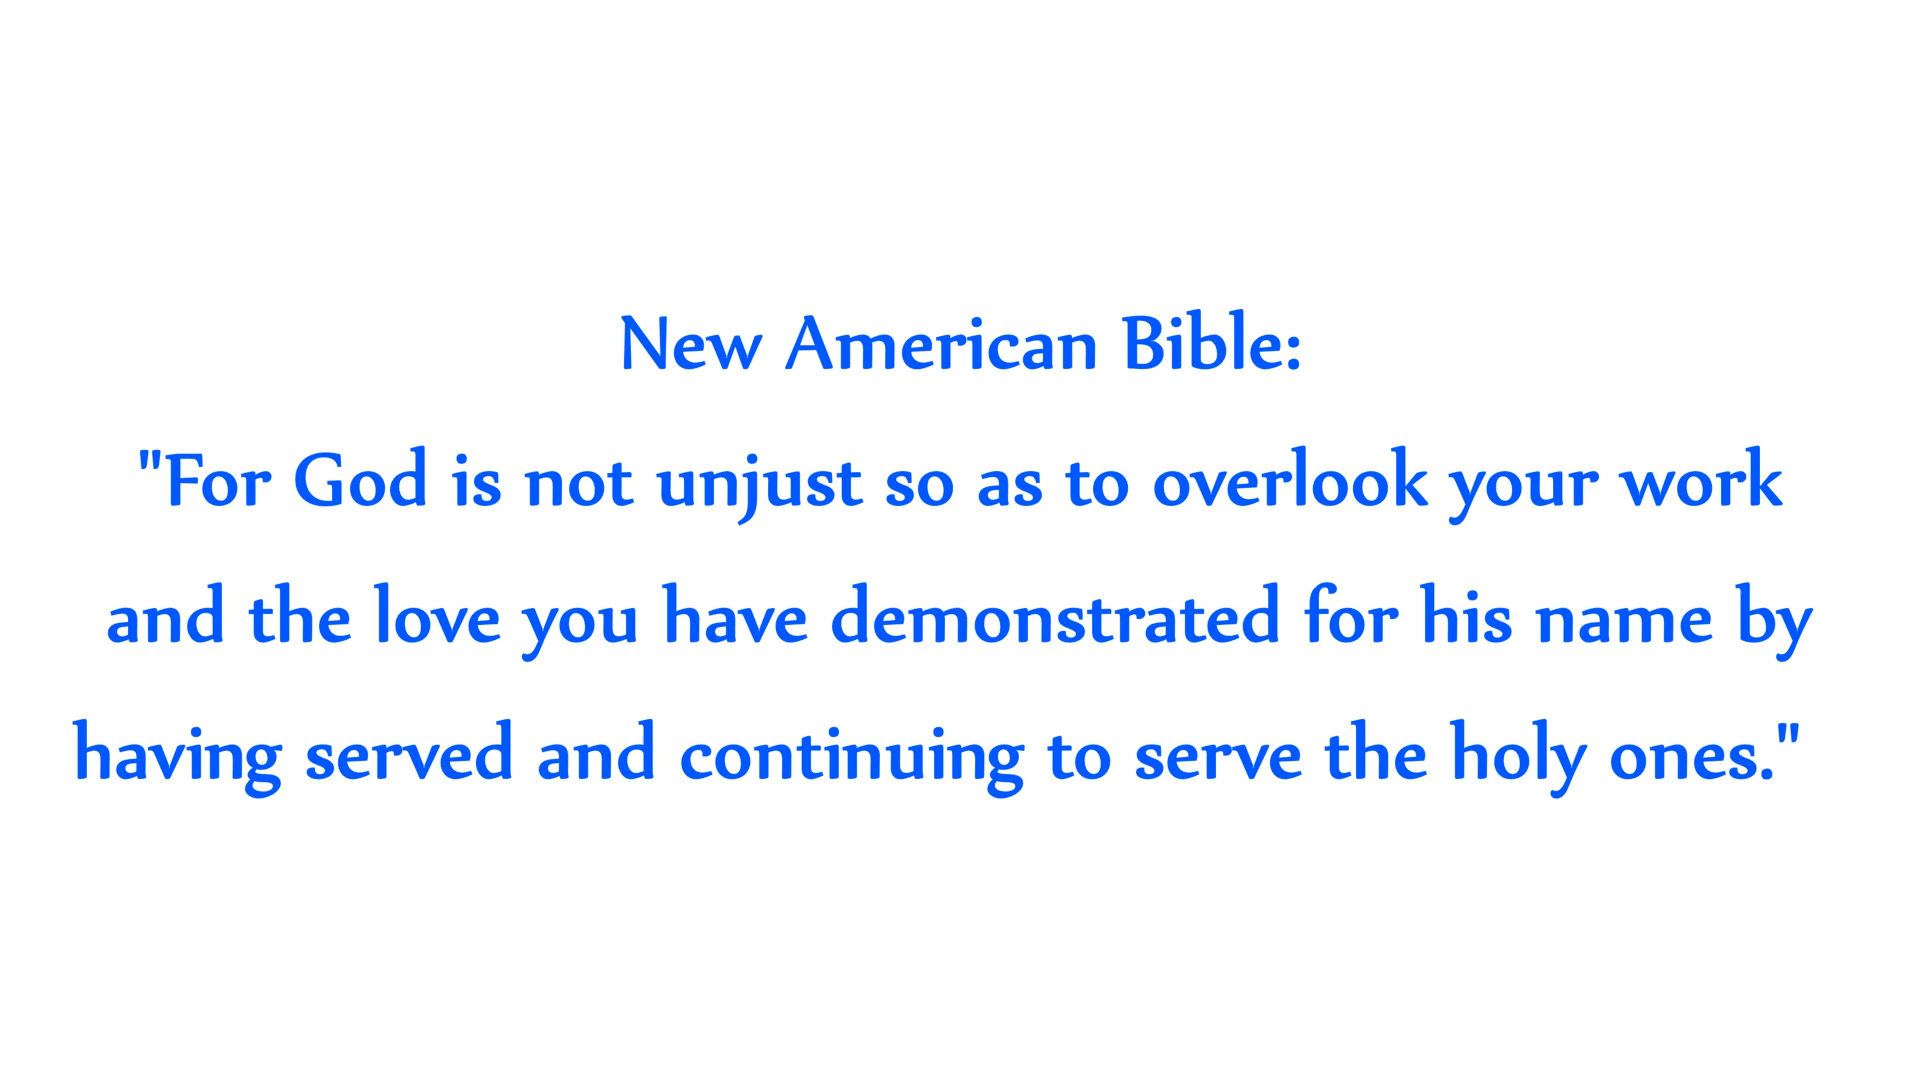 New American Bible:
"For God is not unjust so as to overlook your work
and the love you have demonstrated for his name by
having served and continuing to serve the holy ones."